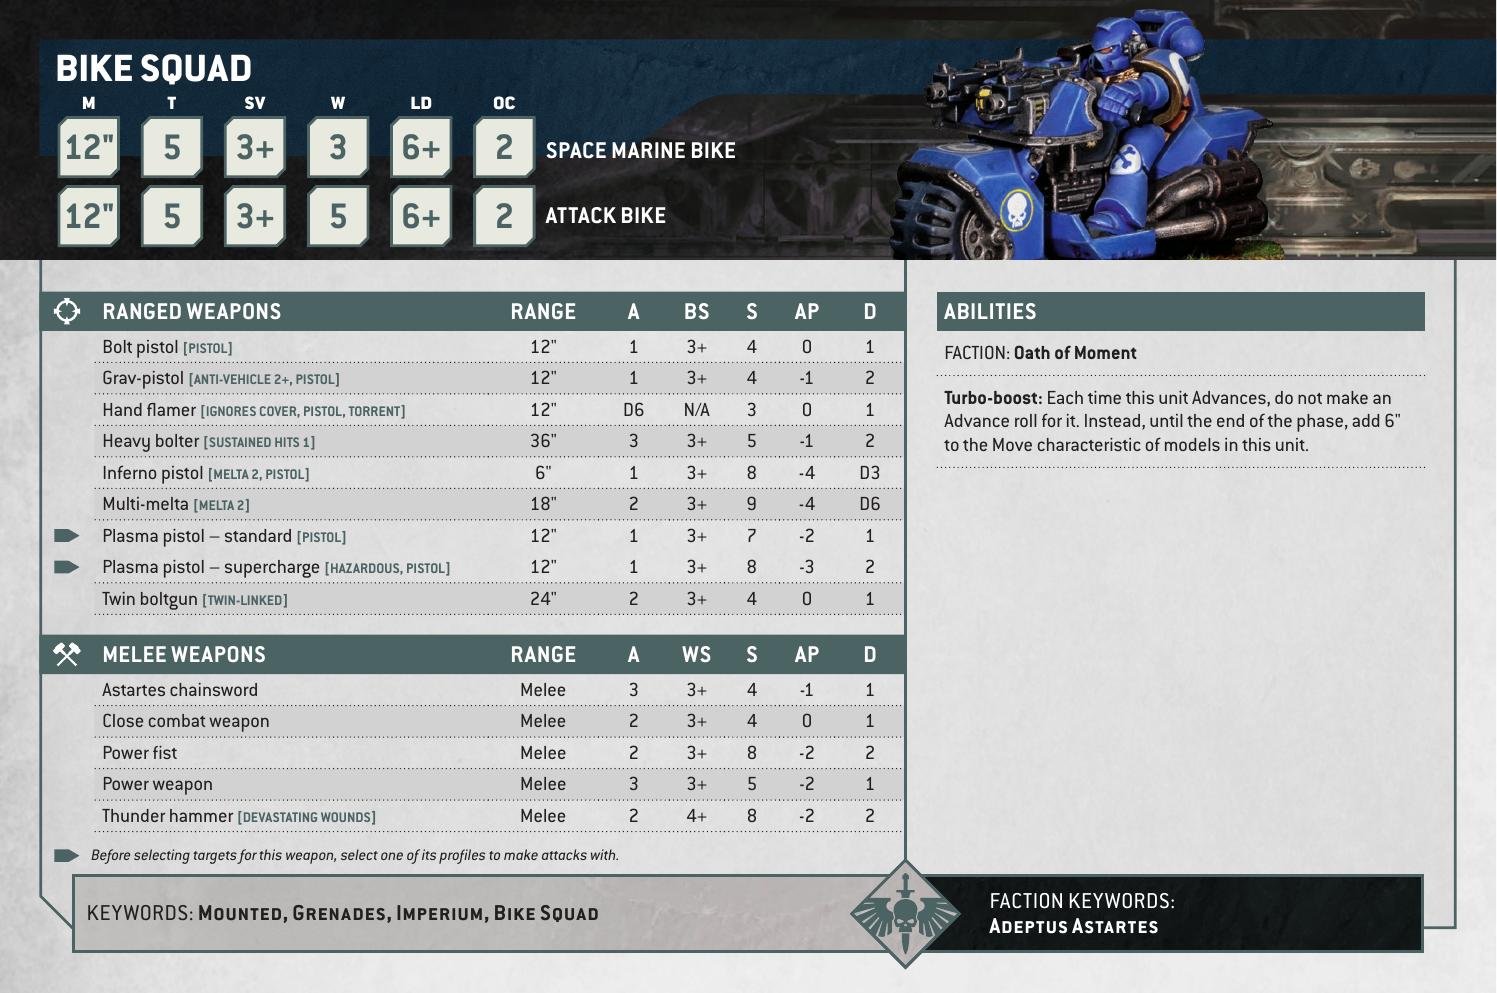 BIKE SQUAD
M T SV W LD OC
12" 5 3+ 3 6+ 2 SPACE MARINE BIKE
12" 5 3+ 5 6+ 2 ATTACK BIKE
RANGED WEAPONS RANGE A BS S AP D
Bolt pistol [PISTOL] 12" 1 3+ 4 0 1
Grav-pistol [ANTI-VEHICLE 2+, PISTOL] 12" 1 3+ 4 -1 2
Hand flamer [IGNORES COVER, PISTOL, TORRENT] 12" D6 N/A 3 0 1
Heavy bolter [SUSTAINED HITS 1] 36" 3 3+ 5 -1 2
Inferno pistol [MELTA 2, PISTOL] 6" 1 3+ 8 -4 D3
Multi-melta [MELTA 2] 18" 2 3+ 9 -4 D6
Plasma pistol – standard [PISTOL] 12" 1 3+ 7 -2 1
Plasma pistol – supercharge [HAZARDOUS, PISTOL] 12" 1 3+ 8 -3 2
Twin boltgun [TWIN-LINKED] 24" 2 3+ 4 0 1
MELEE WEAPONS RANGE A WS S AP D
Astartes chainsword Melee 3 3+ 4 -1 1
Close combat weapon Melee 2 3+ 4 0 1
Power fist Melee 2 3+ 8 -2 2
Power weapon Melee 3 3+ 5 -2 1
Thunder hammer [DEVASTATING WOUNDS] Melee 2 4+ 8 -2 2
Before selecting targets for this weapon, select one of its profiles to make attacks with.
ABILITIES
FACTION: Oath of Moment
Turbo-boost: Each time this unit Advances, do not make an
Advance roll for it. Instead, until the end of the phase, add 6"
to the Move characteristic of models in this unit.
KEYWORDS: MOUNTED, GRENADES, IMPERIUM, BIKE SQUAD
FACTION KEYWORDS:
ADEPTUS ASTARTES